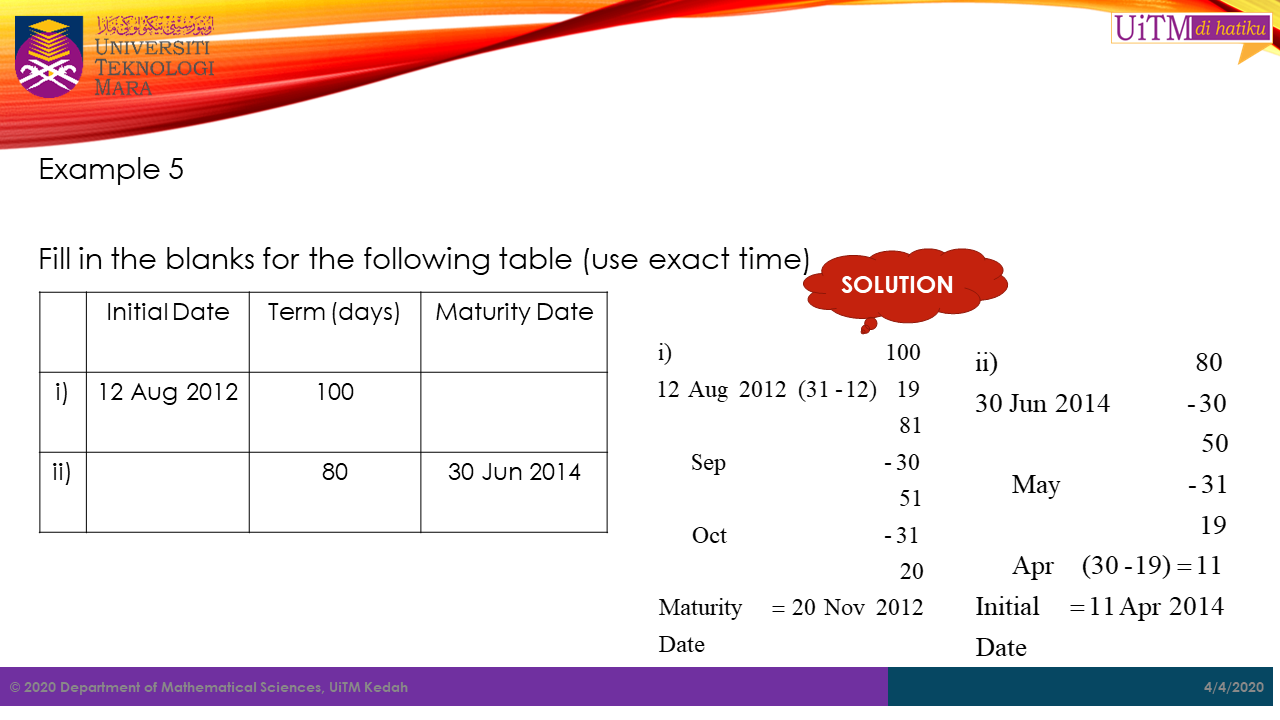 UNIVERSITI
TEKNOLOGI
MARA
UiTM di hatiku
Example 5
Fill in the blanks for the following table (use exact time)
Initial Date Term (days) Maturity Date
i) 12 Aug 2012 100
ii) 80 30 Jun 2014
SOLUTION
i) 100
12 Aug 2012 (31 - 12) 19
81
Sep - 30
51
Oct - 31
20
Maturity = 20 Nov 2012
Date
ii) 80
30 Jun 2014 - 30
50
May - 31
19
Apr (30 - 19) = 11
Initial = 11 Apr 2014
Date
© 2020 Department of Mathematical Sciences, UiTM Kedah
4/4/2020